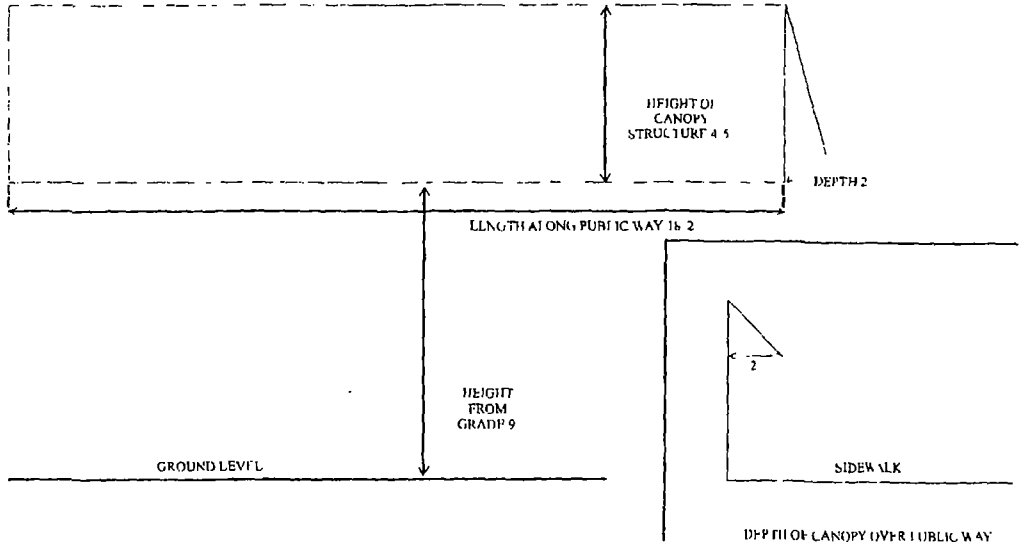 HEIGHT OF
CANOPY
STRUCTURE 4.5
DEPTH 2
LENGTH ALONG PUBLIC WAY 16.2
2
HEIGHT
FROM
GRADE 9
GROUND LEVEL
SIDEWALK
DEPTH OF CANOPY OVER PUBLIC WAY